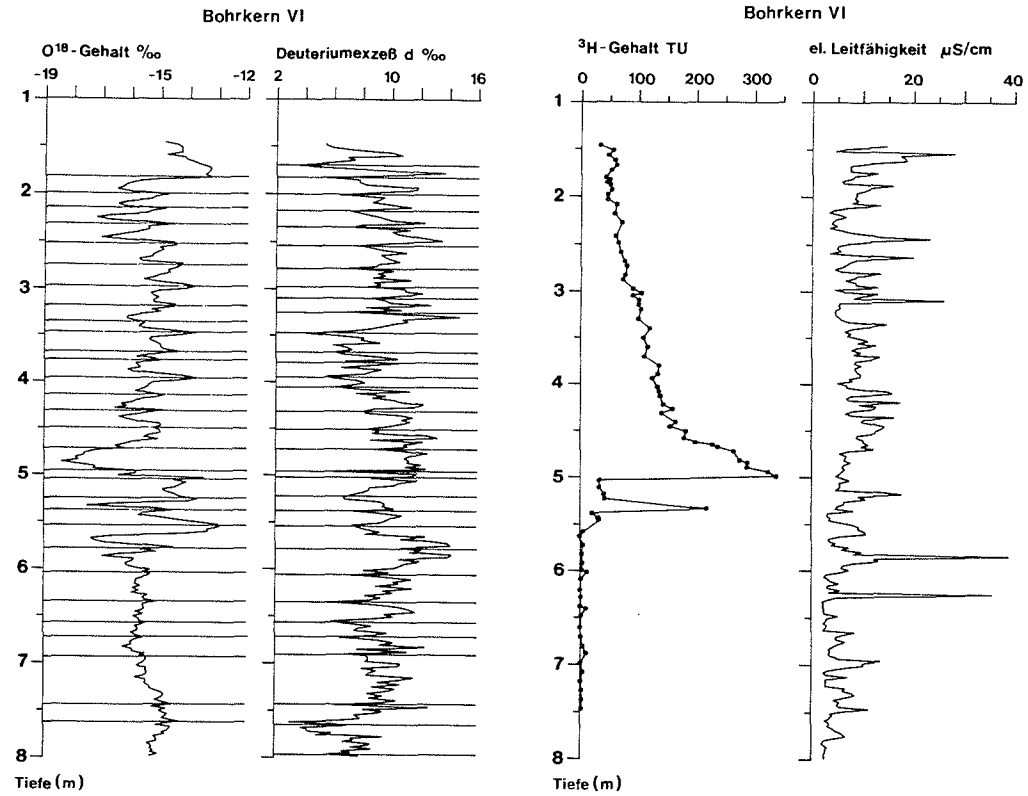 Bohrkern VI
O¹⁸-Gehalt ‰
Deuteriumexzeß d ‰
-19 -15 -12
2 10 16
1
2
3
4
5
6
7
8
Tiefe (m)
Bohrkern VI
³H-Gehalt TU
el. Leitfähigkeit µS/cm
0 100 200 300
0 20 40
1
2
3
4
5
6
7
8
Tiefe (m)